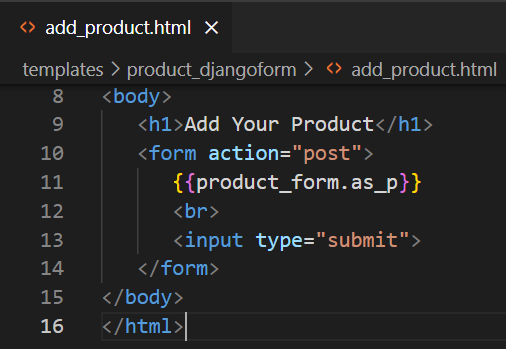 <> add_product.html ×
templates > product_djangoform > <> add_product.html
8 <body>
9 <h1>Add Your Product</h1>
10 <form action="post">
11 {{product_form.as_p}}
12 <br>
13 <input type="submit">
14 </form>
15 </body>
16 </html>